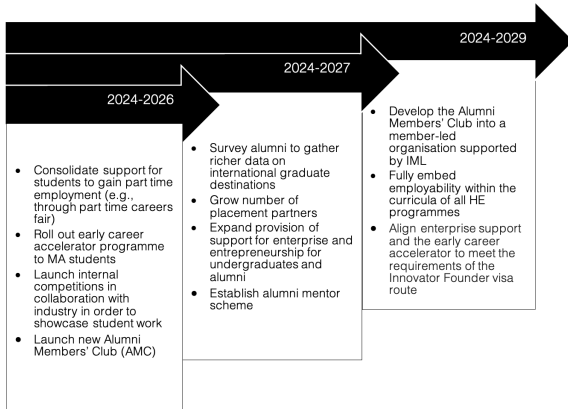 2024-2026
• Consolidate support for
students to gain part time
employment (e.g.,
through part time careers
fair)
• Roll out early career
accelerator programme
to MA students
• Launch internal
competitions in
collaboration with
industry in order to
showcase student work
• Launch new Alumni
Members' Club (AMC)
2024-2027
• Survey alumni to gather
richer data on
international graduate
destinations
• Grow number of
placement partners
• Expand provision of
support for enterprise and
entrepreneurship for
undergraduates and
alumni
• Establish alumni mentor
scheme
2024-2029
• Develop the Alumni
Members' Club into a
member-led
organisation supported
by IML
• Fully embed
employability within the
curricula of all HE
programmes
• Align enterprise support
and the early career
accelerator to meet the
requirements of the
Innovator Founder visa
route